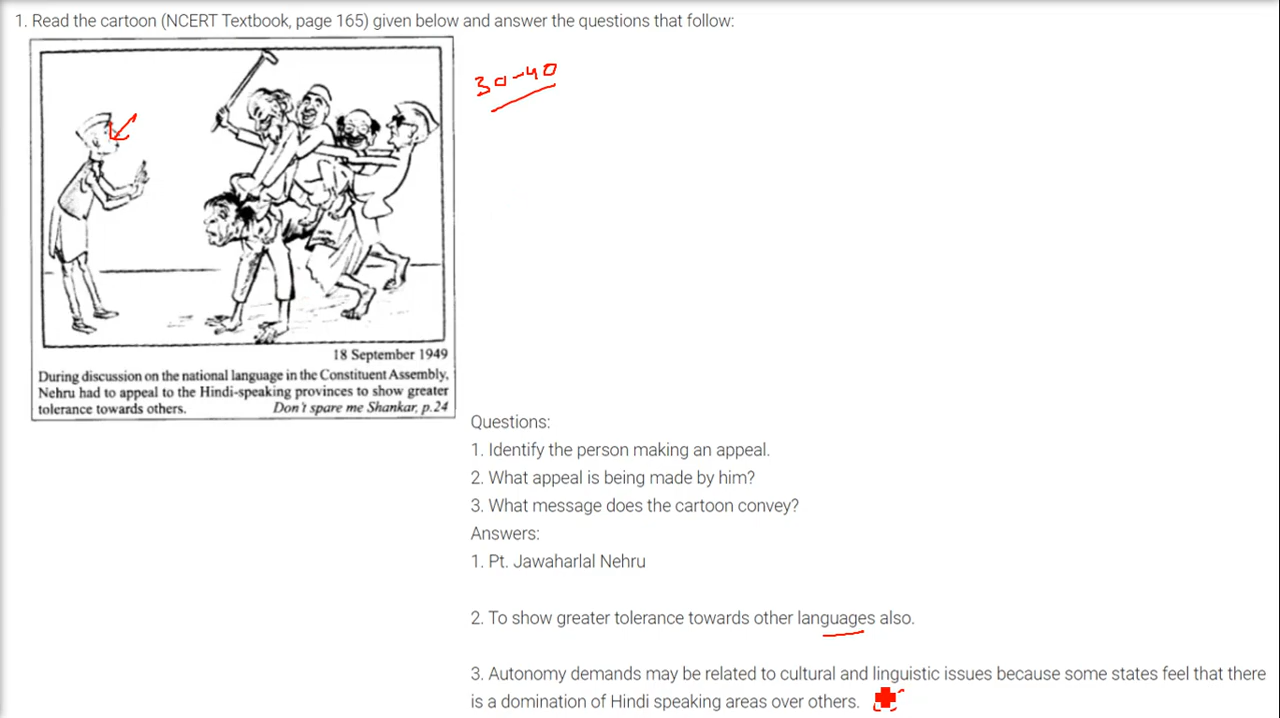 1. Read the cartoon (NCERT Textbook, page 165) given below and answer the questions that follow:
30-40
18 September 1949
During discussion on the national language in the Constituent Assembly,
Nehru had to appeal to the Hindi-speaking provinces to show greater
tolerance towards others. Don't spare me Shankar, p.24
Questions:
1. Identify the person making an appeal.
2. What appeal is being made by him?
3. What message does the cartoon convey?
Answers:
1. Pt. Jawaharlal Nehru
2. To show greater tolerance towards other languages also.
3. Autonomy demands may be related to cultural and linguistic issues because some states feel that there
is a domination of Hindi speaking areas over others.